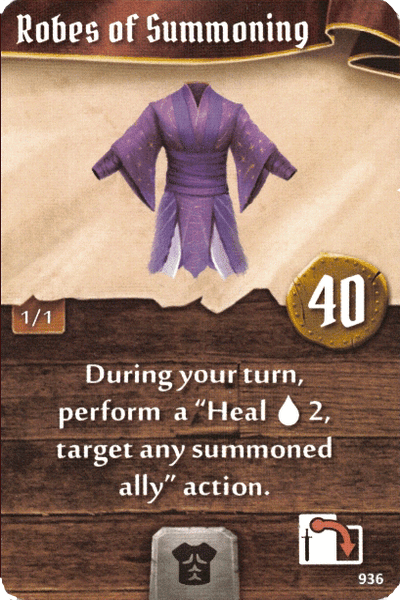 Robes of Summoning
40
1/1
During your turn,
perform a “Heal 2,
target any summoned
ally” action.
936